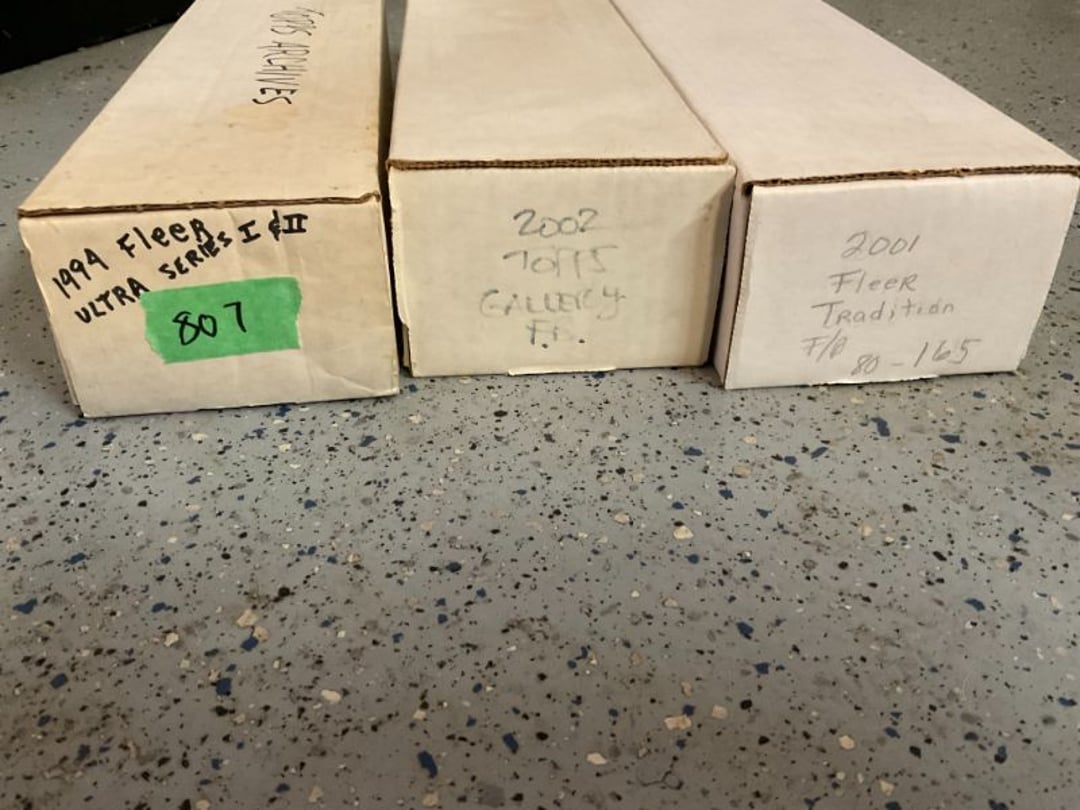 TOPPS ARCHIVES
1994 FleeR
ULTRA SERIES I & II
807
2002
TOPPS
GALLERY
F.B.
2001
FleeR
Tradition
F/B 80-165